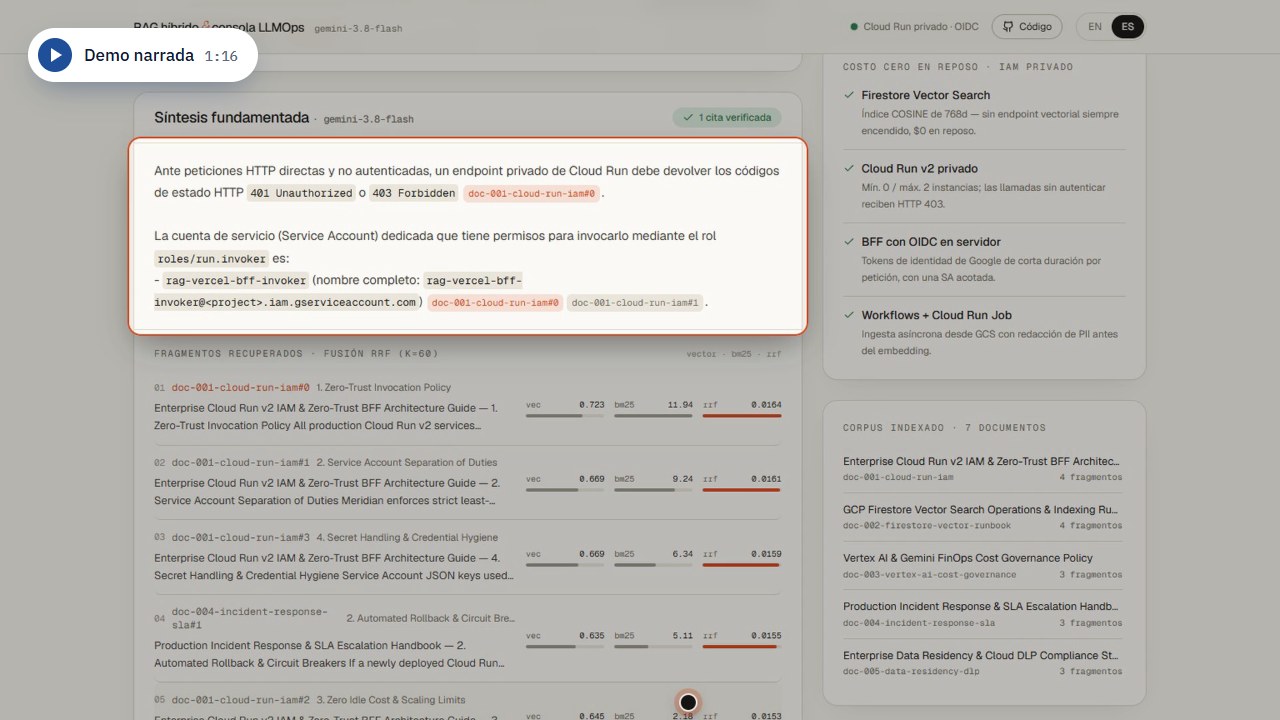 RAG híbrido consola LLMOps gemini-3.8-flash
Cloud Run privado · OIDC
Código
EN ES
Demo narrada 1:16
Síntesis fundamentada · gemini-3.8-flash
1 cita verificada
Ante peticiones HTTP directas y no autenticadas, un endpoint privado de Cloud Run debe devolver los códigos
de estado HTTP 401 Unauthorized o 403 Forbidden doc-001-cloud-run-iam#0 .
La cuenta de servicio (Service Account) dedicada que tiene permisos para invocarlo mediante el rol
roles/run.invoker es:
- rag-vercel-bff-invoker (nombre completo: rag-vercel-bff-
invoker@<project>.iam.gserviceaccount.com ) doc-001-cloud-run-iam#0 doc-001-cloud-run-iam#1 .
FRAGMENTOS RECUPERADOS · FUSIÓN RRF (K=60)
vector · bm25 · rrf
01 doc-001-cloud-run-iam#0 1. Zero-Trust Invocation Policy
Enterprise Cloud Run v2 IAM & Zero-Trust BFF Architecture Guide — 1.
Zero-Trust Invocation Policy All production Cloud Run v2 services…
vec 0.723 bm25 11.94 rrf 0.0164
02 doc-001-cloud-run-iam#1 2. Service Account Separation of Duties
Enterprise Cloud Run v2 IAM & Zero-Trust BFF Architecture Guide — 2.
Service Account Separation of Duties Meridian enforces strict least-…
vec 0.669 bm25 9.24 rrf 0.0161
03 doc-001-cloud-run-iam#3 4. Secret Handling & Credential Hygiene
Enterprise Cloud Run v2 IAM & Zero-Trust BFF Architecture Guide — 4.
Secret Handling & Credential Hygiene Service Account JSON keys used…
vec 0.669 bm25 6.34 rrf 0.0159
04 doc-004-incident-response-
sla#1
2. Automated Rollback & Circuit Bre…
Production Incident Response & SLA Escalation Handbook — 2.
Automated Rollback & Circuit Breakers If a newly deployed Cloud Run…
vec 0.635 bm25 5.11 rrf 0.0155
05 doc-001-cloud-run-iam#2 3. Zero Idle Cost & Scaling Limits
Enterprise Cloud Run v2 IAM & Zero-Trust BFF Architecture Guide — 3.
vec 0.645 bm25 2.18 rrf 0.0153
COSTO CERO EN REPOSO · IAM PRIVADO
Firestore Vector Search
Índice COSINE de 768d — sin endpoint vectorial siempre
encendido, $0 en reposo.
Cloud Run v2 privado
Mín. 0 / máx. 2 instancias; las llamadas sin autenticar
reciben HTTP 403.
BFF con OIDC en servidor
Tokens de identidad de Google de corta duración por
petición, con una SA acotada.
Workflows + Cloud Run Job
Ingesta asíncrona desde GCS con redacción de PII antes
del embedding.
CORPUS INDEXADO · 7 DOCUMENTOS
Enterprise Cloud Run v2 IAM & Zero-Trust BFF Architec…
doc-001-cloud-run-iam 4 fragmentos
GCP Firestore Vector Search Operations & Indexing Ru…
doc-002-firestore-vector-runbook 4 fragmentos
Vertex AI & Gemini FinOps Cost Governance Policy
doc-003-vertex-ai-cost-governance 3 fragmentos
Production Incident Response & SLA Escalation Handb…
doc-004-incident-response-sla 3 fragmentos
Enterprise Data Residency & Cloud DLP Compliance St…
doc-005-data-residency-dlp 3 fragmentos